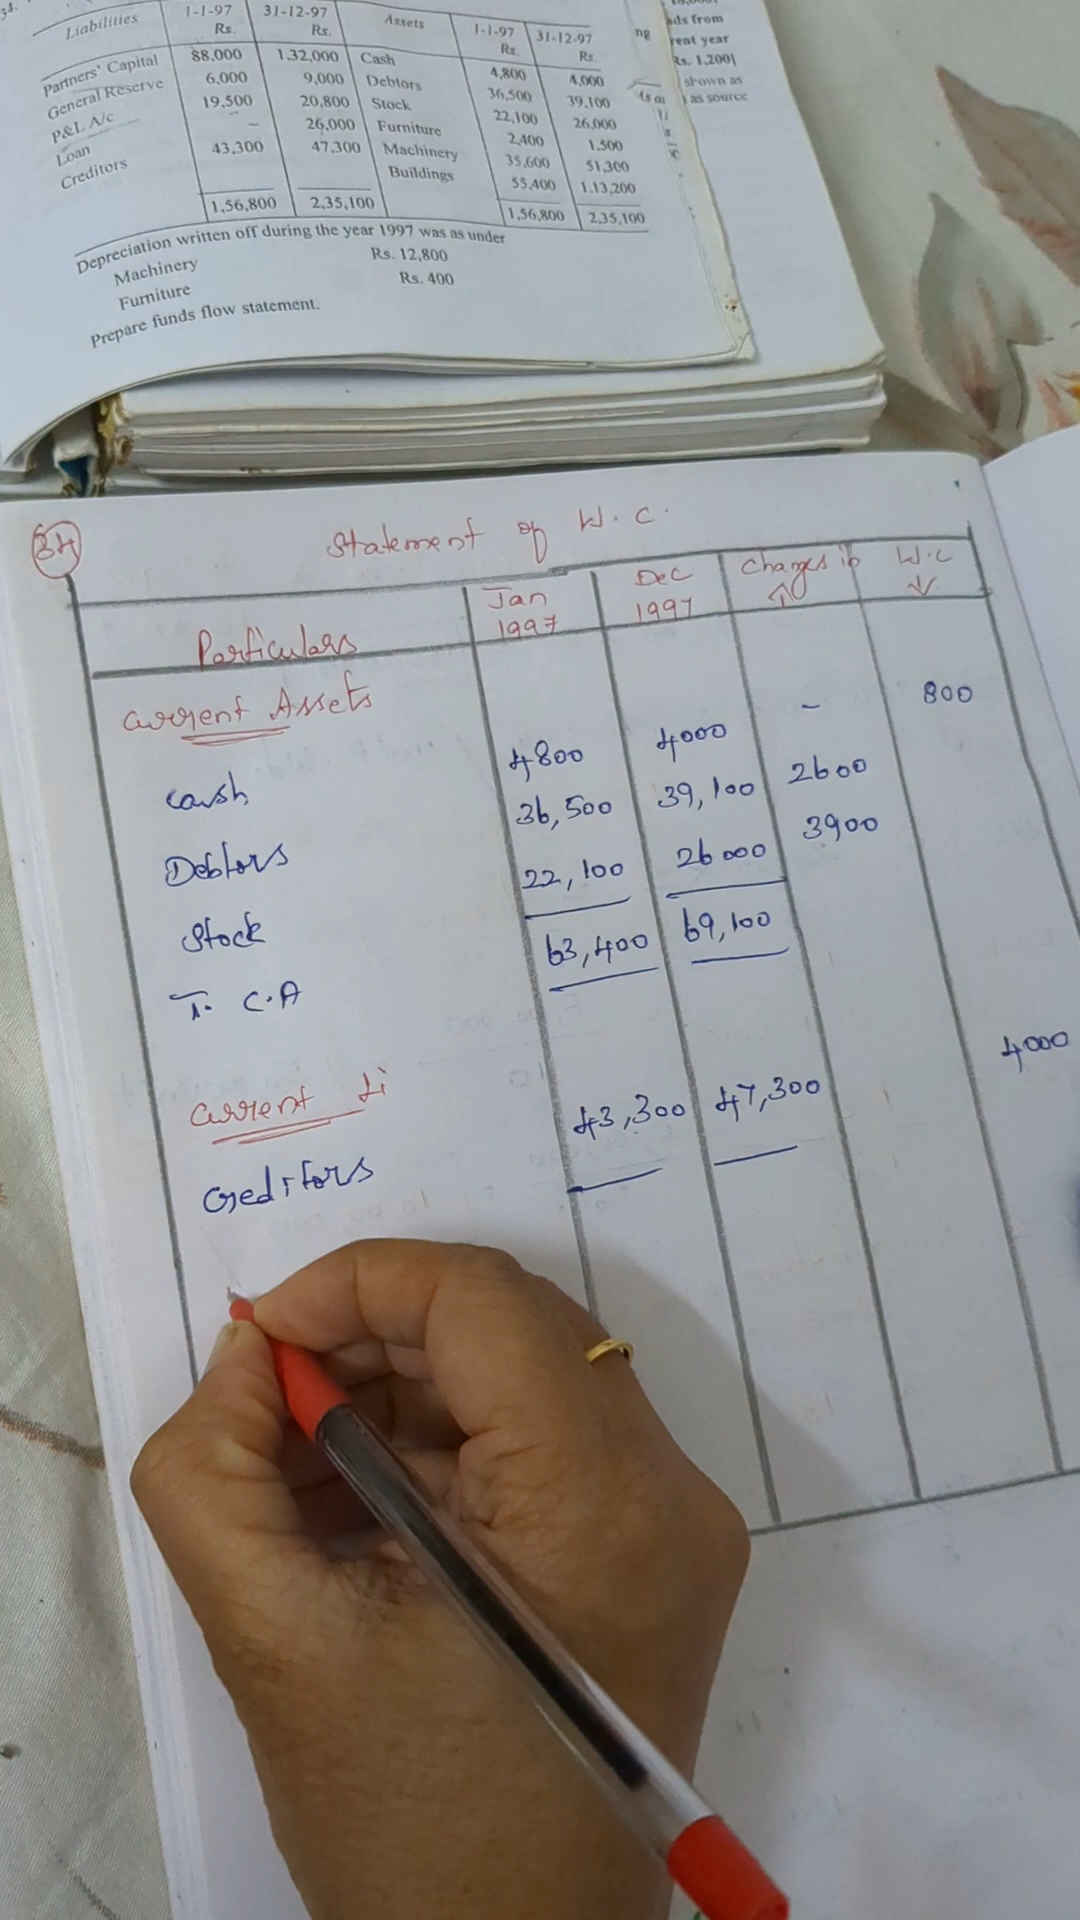 34.
Liabilities 1-1-97 31-12-97 Assets 1-1-97 31-12-97
Rs. Rs. Rs. Rs.
Partners' Capital 88,000 1,32,000 Cash 4,800 4,000
General Reserve 6,000 9,000 Debtors 36,500 39,100
P&L A/c 19,500 20,800 Stock 22,100 26,000
Loan – 26,000 Furniture 2,400 1,500
Creditors 43,300 47,300 Machinery 35,600 51,300
Buildings 55,400 1,13,200
1,56,800 2,35,100 1,56,800 2,35,100
Depreciation written off during the year 1997 was as under
Machinery Rs. 12,800
Furniture Rs. 400
Prepare funds flow statement.
ng
from
year
Rs. 1,200]
shown as
as source
34 Statement of W.C.
Particulars Jan 1997 Dec 1997 Changes in W.C
↑ ↓
Current Assets
Cash 4800 4000 – 800
Debtors 36,500 39,100 2600
Stock 22,100 26000 3900
T. C.A 63,400 69,100
Current Li
Creditors 43,300 47,300 4000